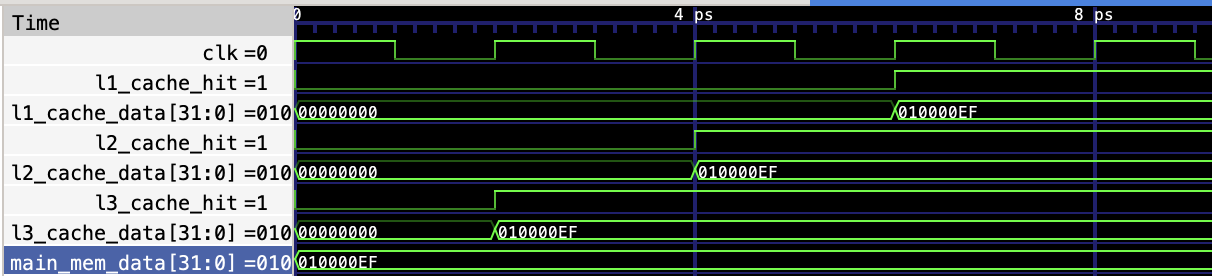 Time 0 4 ps 8 ps
clk =0
l1_cache_hit =1
l1_cache_data[31:0] =010 00000000 010000EF
l2_cache_hit =1
l2_cache_data[31:0] =010 00000000 010000EF
l3_cache_hit =1
l3_cache_data[31:0] =010 00000000 010000EF
main_mem_data[31:0] =010 010000EF